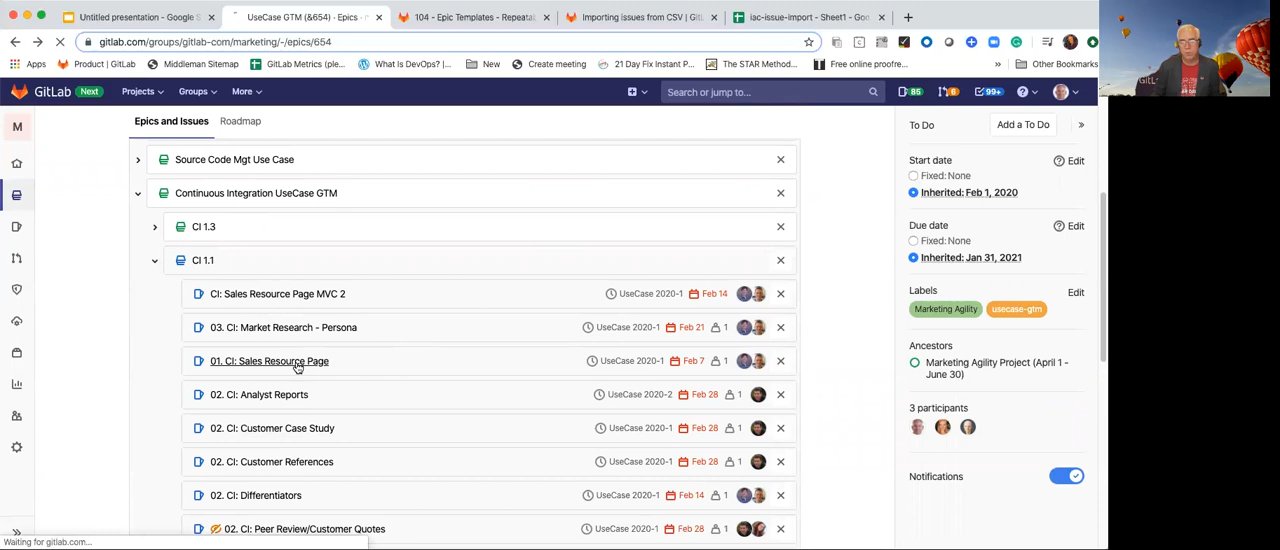 Untitled presentation - Google S
UseCase GTM (&654) · Epics · m
104 - Epic Templates - Repeatab
Importing issues from CSV | GitL
iac-issue-import - Sheet1 - Goo
gitlab.com/groups/gitlab-com/marketing/-/epics/654
Apps
Product | GitLab
Middleman Sitemap
GitLab Metrics (ple...
What is DevOps? |...
New
Create meeting
21 Day Fix Instant P...
The STAR Method...
Free online proofre...
»
Other Bookmarks
GitLab Next Projects Groups More
Search or jump to...
85
6
99+
M
Epics and Issues
Roadmap
Source Code Mgt Use Case
Continuous Integration UseCase GTM
CI 1.3
CI 1.1
CI: Sales Resource Page MVC 2 UseCase 2020-1 Feb 14
03. CI: Market Research - Persona UseCase 2020-1 Feb 21 1
01. CI: Sales Resource Page UseCase 2020-1 Feb 7 1
02. CI: Analyst Reports UseCase 2020-2 Feb 28 1
02. CI: Customer Case Study UseCase 2020-1 Feb 28 1
02. CI: Customer References UseCase 2020-1 Feb 28 1
02. CI: Differentiators UseCase 2020-1 Feb 14 1
02. CI: Peer Review/Customer Quotes UseCase 2020-1 Feb 28 1
Waiting for gitlab.com...
To Do
Add a To Do
»
Start date
Edit
Fixed: None
Inherited: Feb 1, 2020
Due date
Edit
Fixed: None
Inherited: Jan 31, 2021
Labels
Edit
Marketing Agility
usecase-gtm
Ancestors
Marketing Agility Project (April 1 -
June 30)
3 participants
Notifications